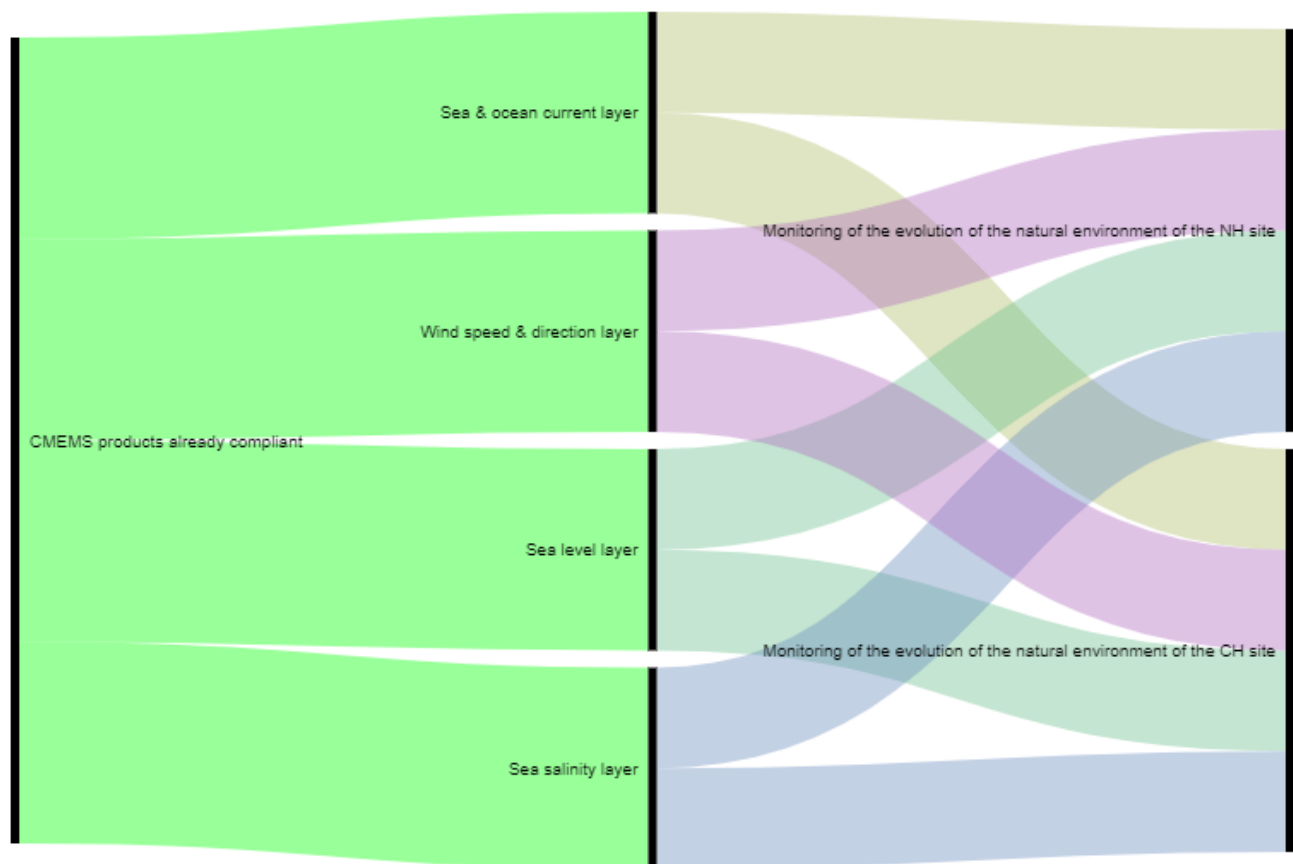 Sea & ocean current layer
Monitoring of the evolution of the natural environment of the NH site
Wind speed & direction layer
CMEMS products already compliant
Sea level layer
Monitoring of the evolution of the natural environment of the CH site
Sea salinity layer